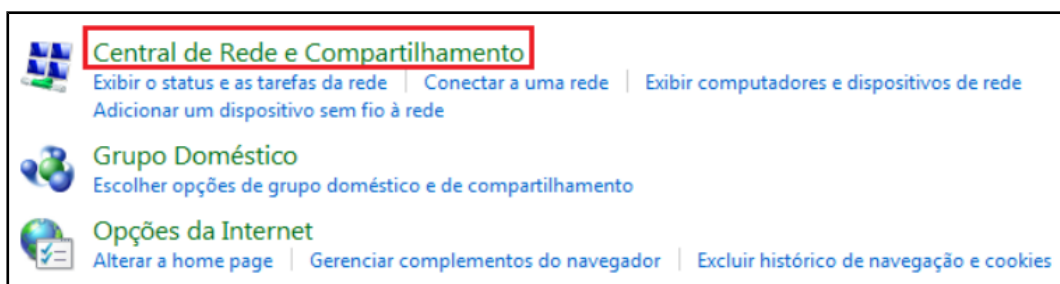 Central de Rede e Compartilhamento
Exibir o status e as tarefas da rede | Conectar a uma rede | Exibir computadores e dispositivos de rede
Adicionar um dispositivo sem fio à rede
Grupo Doméstico
Escolher opções de grupo doméstico e de compartilhamento
Opções da Internet
Alterar a home page | Gerenciar complementos do navegador | Excluir histórico de navegação e cookies